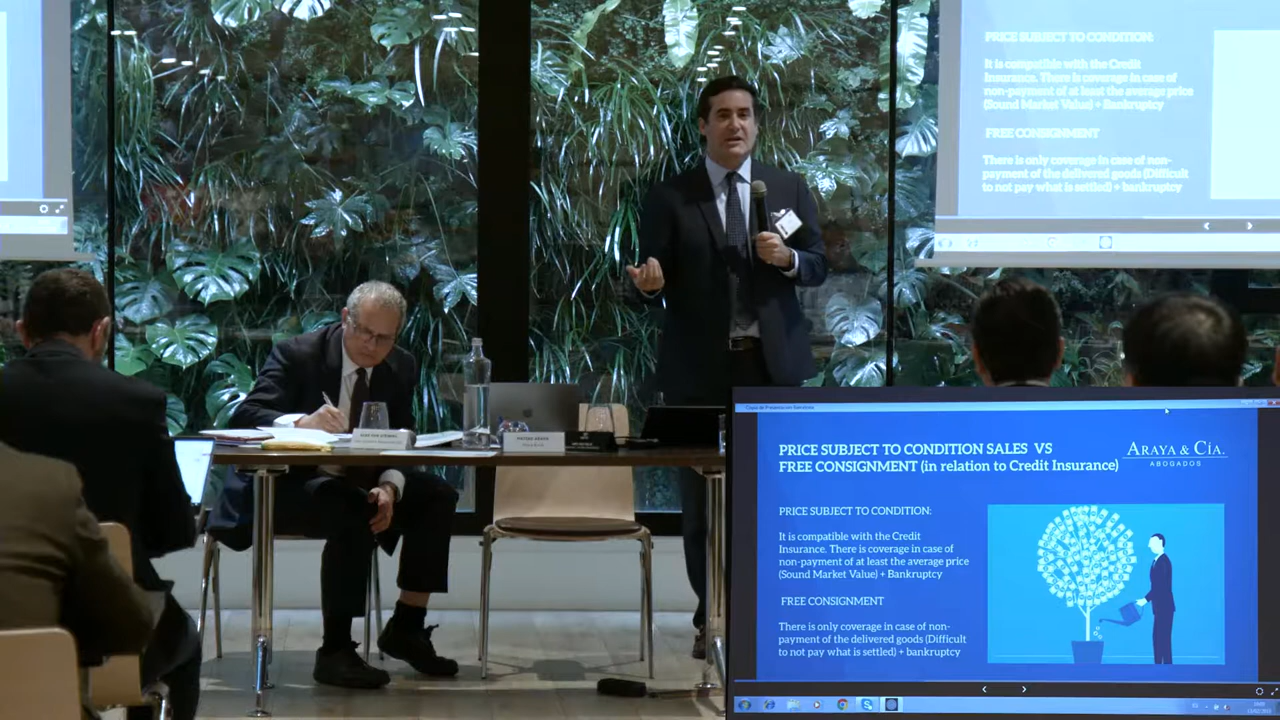 PRICE SUBJECT TO CONDITION:
It is compatible with the Credit
Insurance. There is coverage in case of
non-payment of at least the average price
(Sound Market Value) + Bankruptcy
FREE CONSIGNMENT
There is only coverage in case of non-
payment of the delivered goods (Difficult
to not pay what is settled) + bankruptcy
PRICE SUBJECT TO CONDITION SALES VS
FREE CONSIGNMENT (in relation to Credit Insurance)
ARAYA & CÍA.
ABOGADOS
PRICE SUBJECT TO CONDITION:
It is compatible with the Credit
Insurance. There is coverage in case of
non-payment of at least the average price
(Sound Market Value) + Bankruptcy
FREE CONSIGNMENT
There is only coverage in case of non-
payment of the delivered goods (Difficult
to not pay what is settled) + bankruptcy